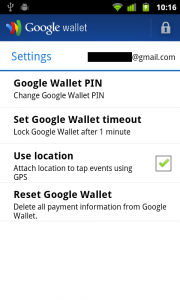 10:16
Google wallet
Settings
@gmail.com
Google Wallet PIN
Change Google Wallet PIN
Set Google Wallet timeout
Lock Google Wallet after 1 minute
Use location
Attach location to tap events using
GPS
Reset Google Wallet
Delete all payment information from Google
Wallet.